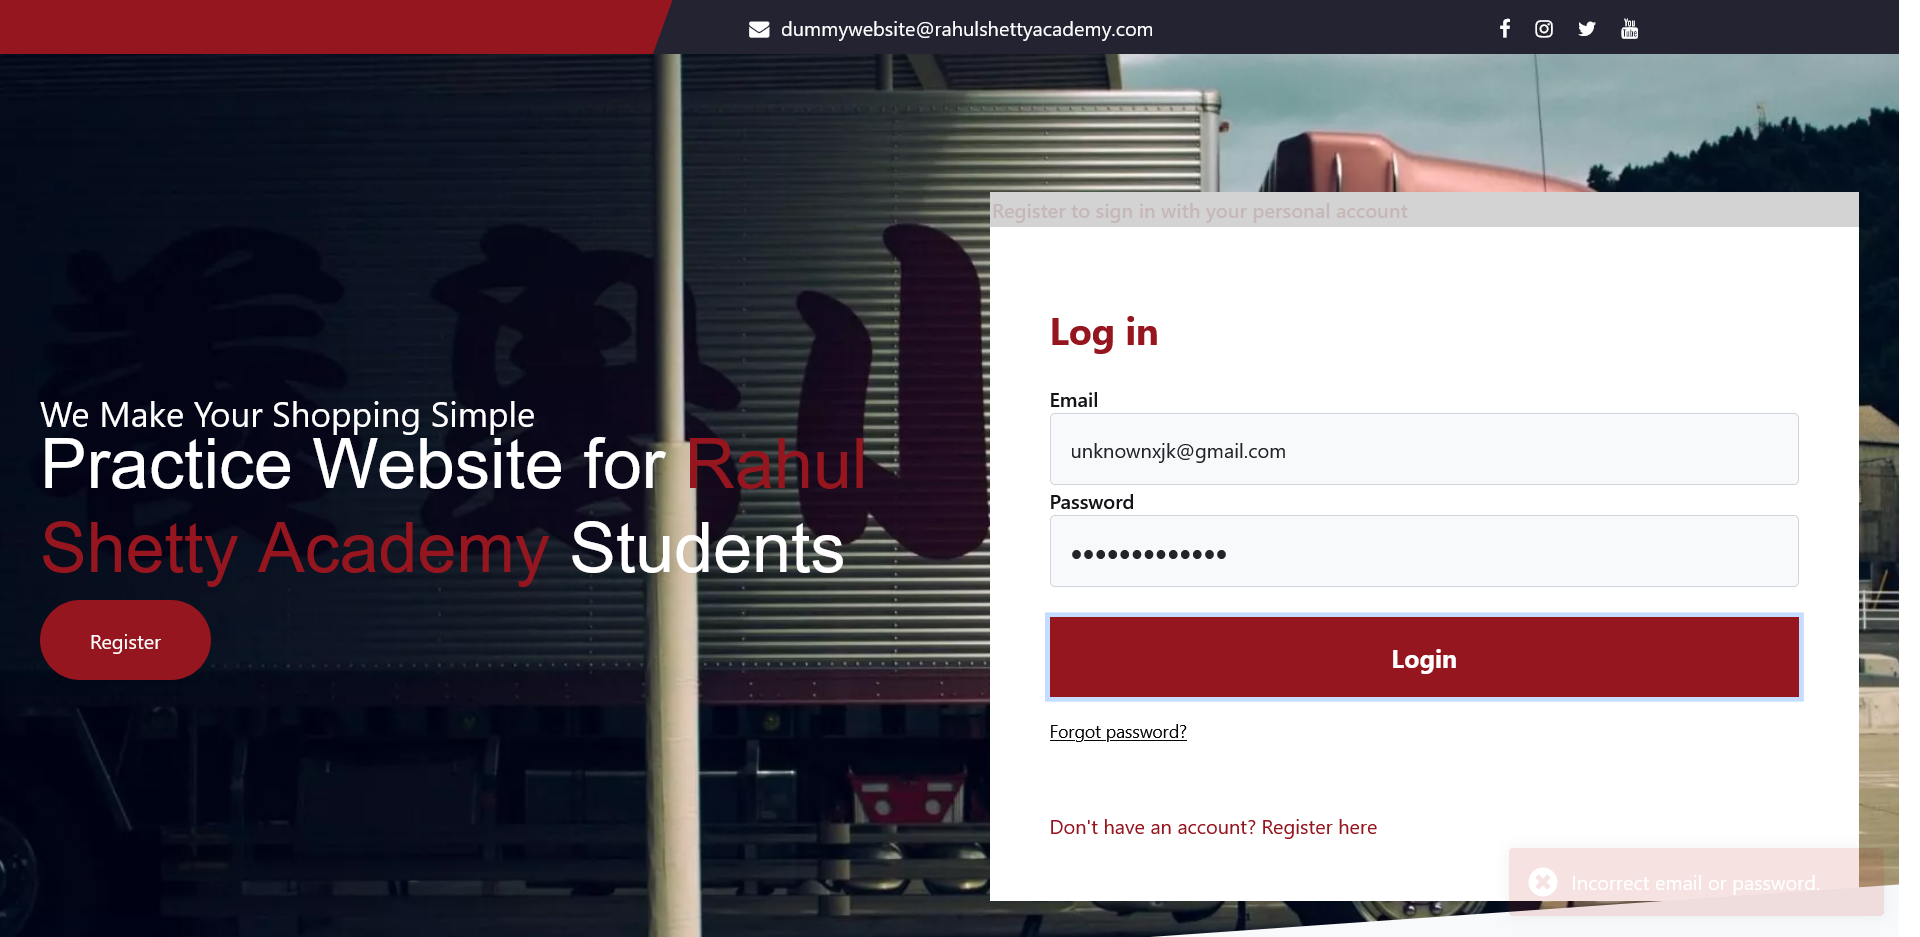 dummywebsite@rahulshettyacademy.com
Register to sign in with your personal account
We Make Your Shopping Simple
Practice Website for Rahul
Shetty Academy Students
Register
Log in
Email
unknownxjk@gmail.com
Password
•••••••••••••
Login
Forgot password?
Don't have an account? Register here
Incorrect email or password.